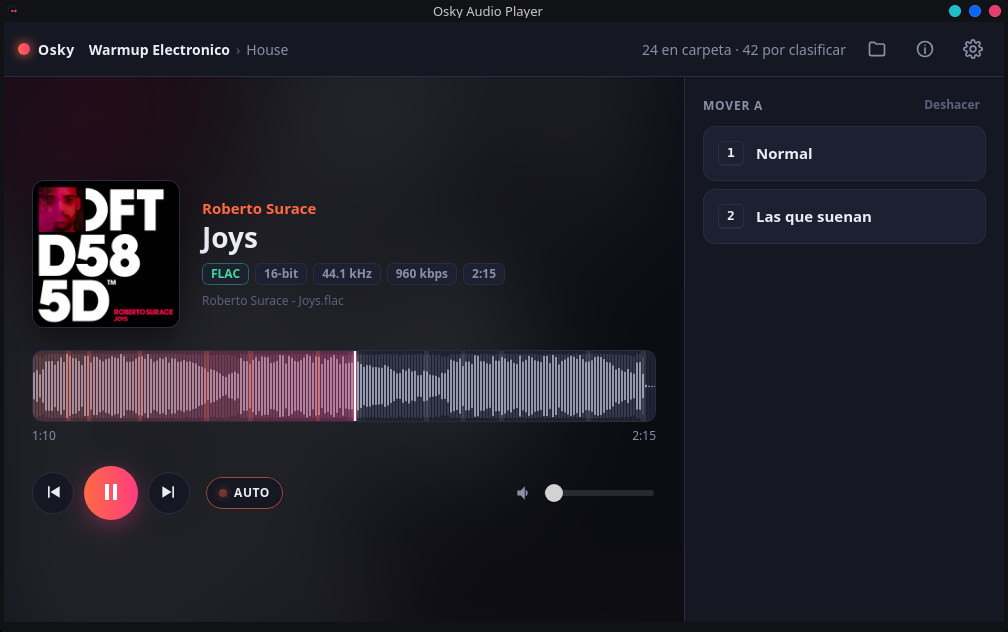 Osky Audio Player
Osky Warmup Electronico › House
24 en carpeta · 42 por clasificar
MOVER A
Deshacer
1 Normal
2 Las que suenan
DFT
D58
5D™
ROBERTO SURACE
JOYS
Roberto Surace
Joys
FLAC 16-bit 44.1 kHz 960 kbps 2:15
Roberto Surace - Joys.flac
1:10
2:15
AUTO